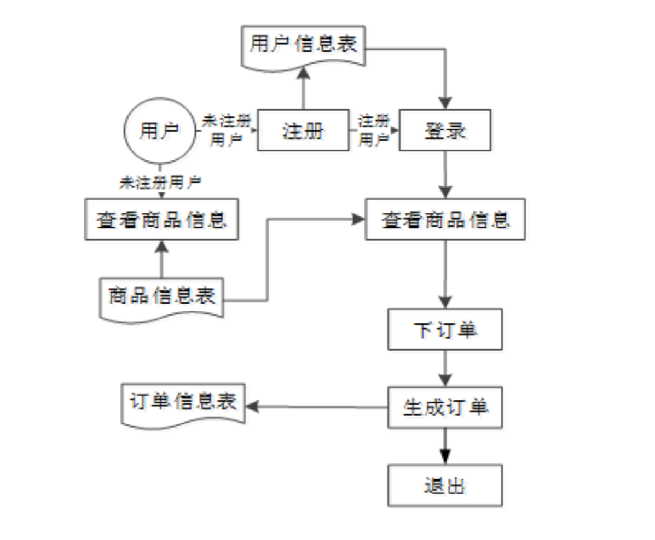 用户信息表
用户
未注册
用户
注册
注册
用户
登录
未注册用户
查看商品信息
查看商品信息
商品信息表
下订单
订单信息表
生成订单
退出